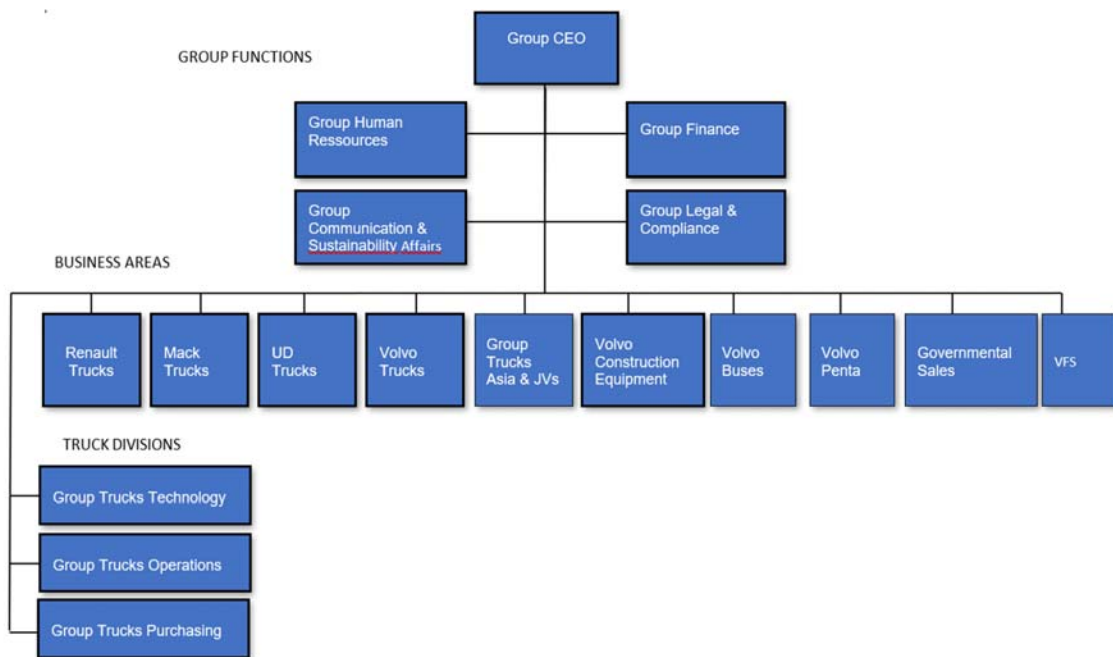 Group CEO
GROUP FUNCTIONS
Group Human
Ressources
Group Finance
Group
Communication &
Sustainability Affairs
Group Legal &
Compliance
BUSINESS AREAS
Renault
Trucks
Mack
Trucks
UD
Trucks
Volvo
Trucks
Group
Trucks
Asia & JVs
Volvo
Construction
Equipment
Volvo
Buses
Volvo
Penta
Governmental
Sales
VFS
TRUCK DIVISIONS
Group Trucks Technology
Group Trucks Operations
Group Trucks Purchasing